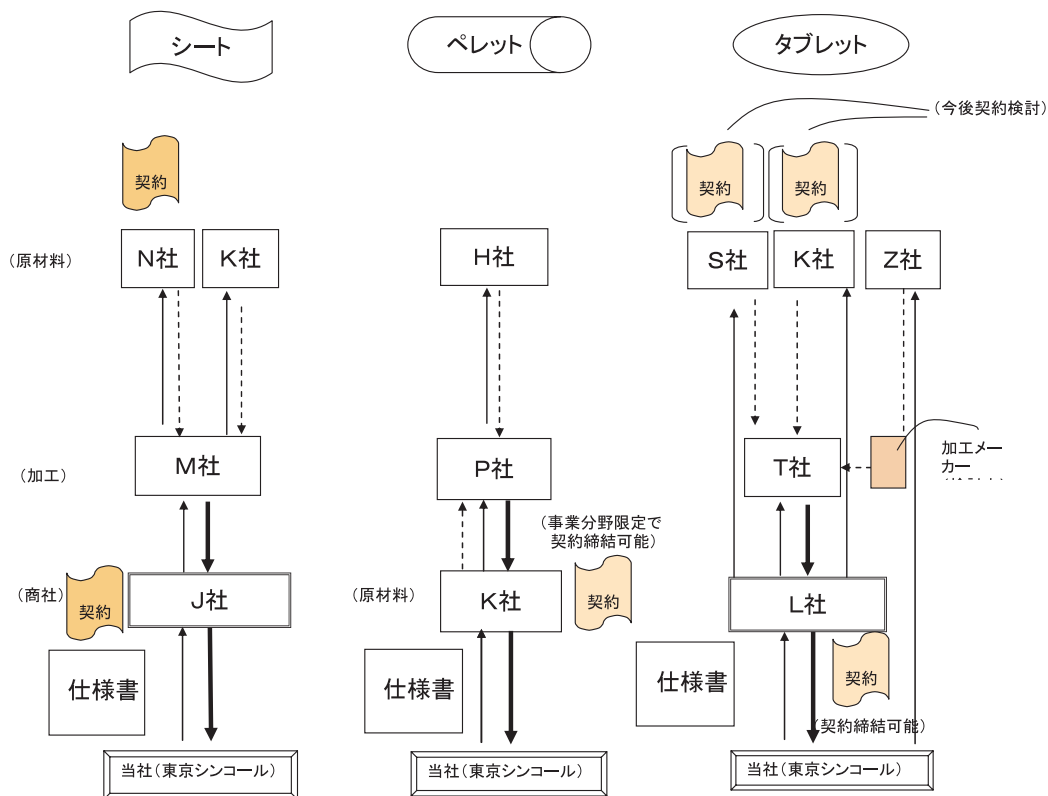 シート
ペレット
タブレット
(今後契約検討)
契約
契約
契約
(原材料)
N社
K社
H社
S社
K社
Z社
(加工)
M社
P社
T社
加工メー
カー
(事業分野限定で
契約締結可能)
(商社)
契約
J社
(原材料)
K社
契約
L社
仕様書
仕様書
仕様書
契約
(契約締結可能)
当社(東京シンコール)
当社(東京シンコール)
当社(東京シンコール)